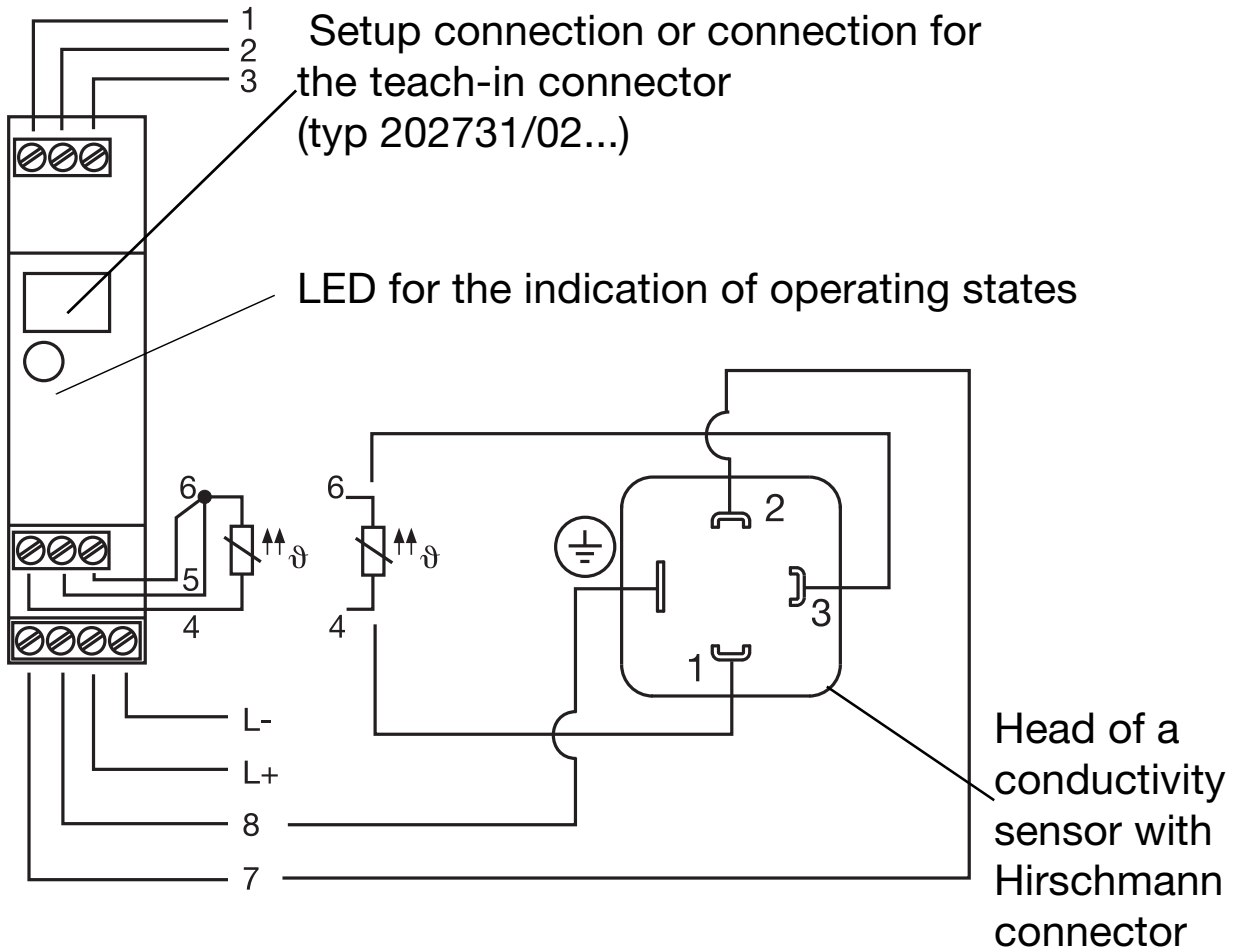 1
2
3
Setup connection or connection for
the teach-in connector
(typ 202731/02...)
LED for the indication of operating states
6
5
4
ϑ
6
4
ϑ
2
3
1
L-
L+
8
7
Head of a
conductivity
sensor with
Hirschmann
connector